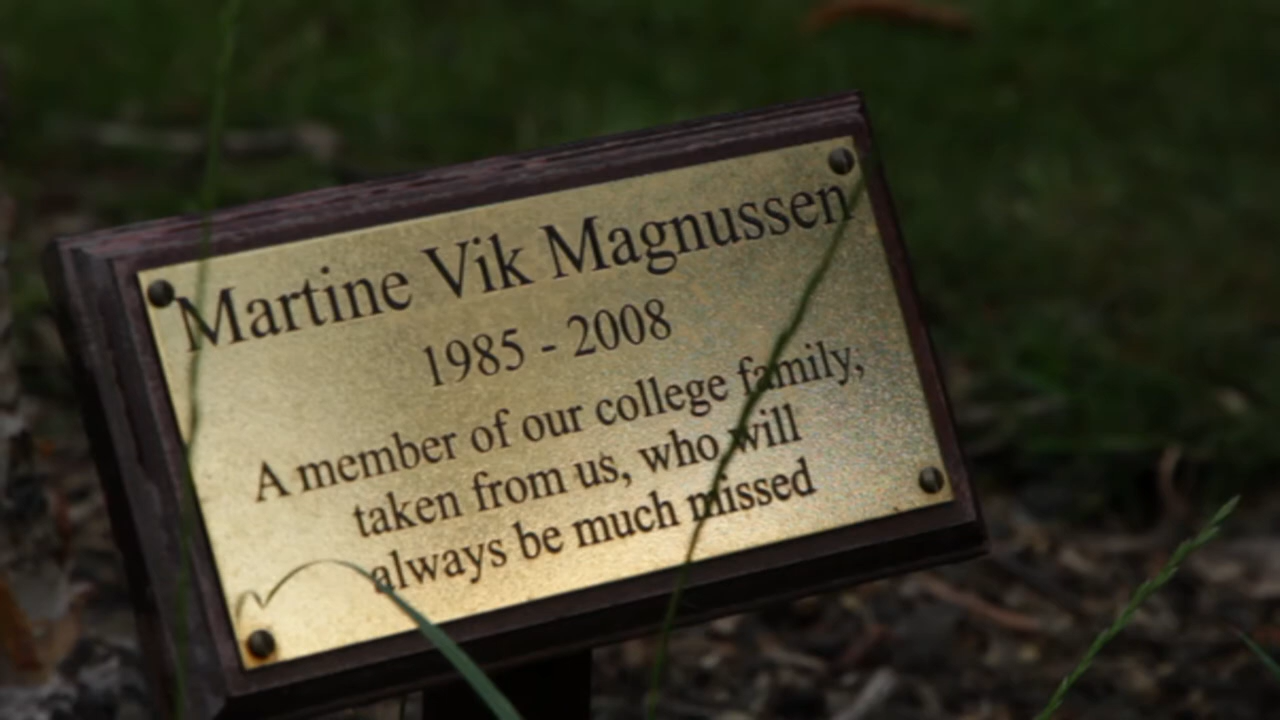 Martine Vik Magnussen
1985 - 2008
A member of our college family,
taken from us, who will
always be much missed